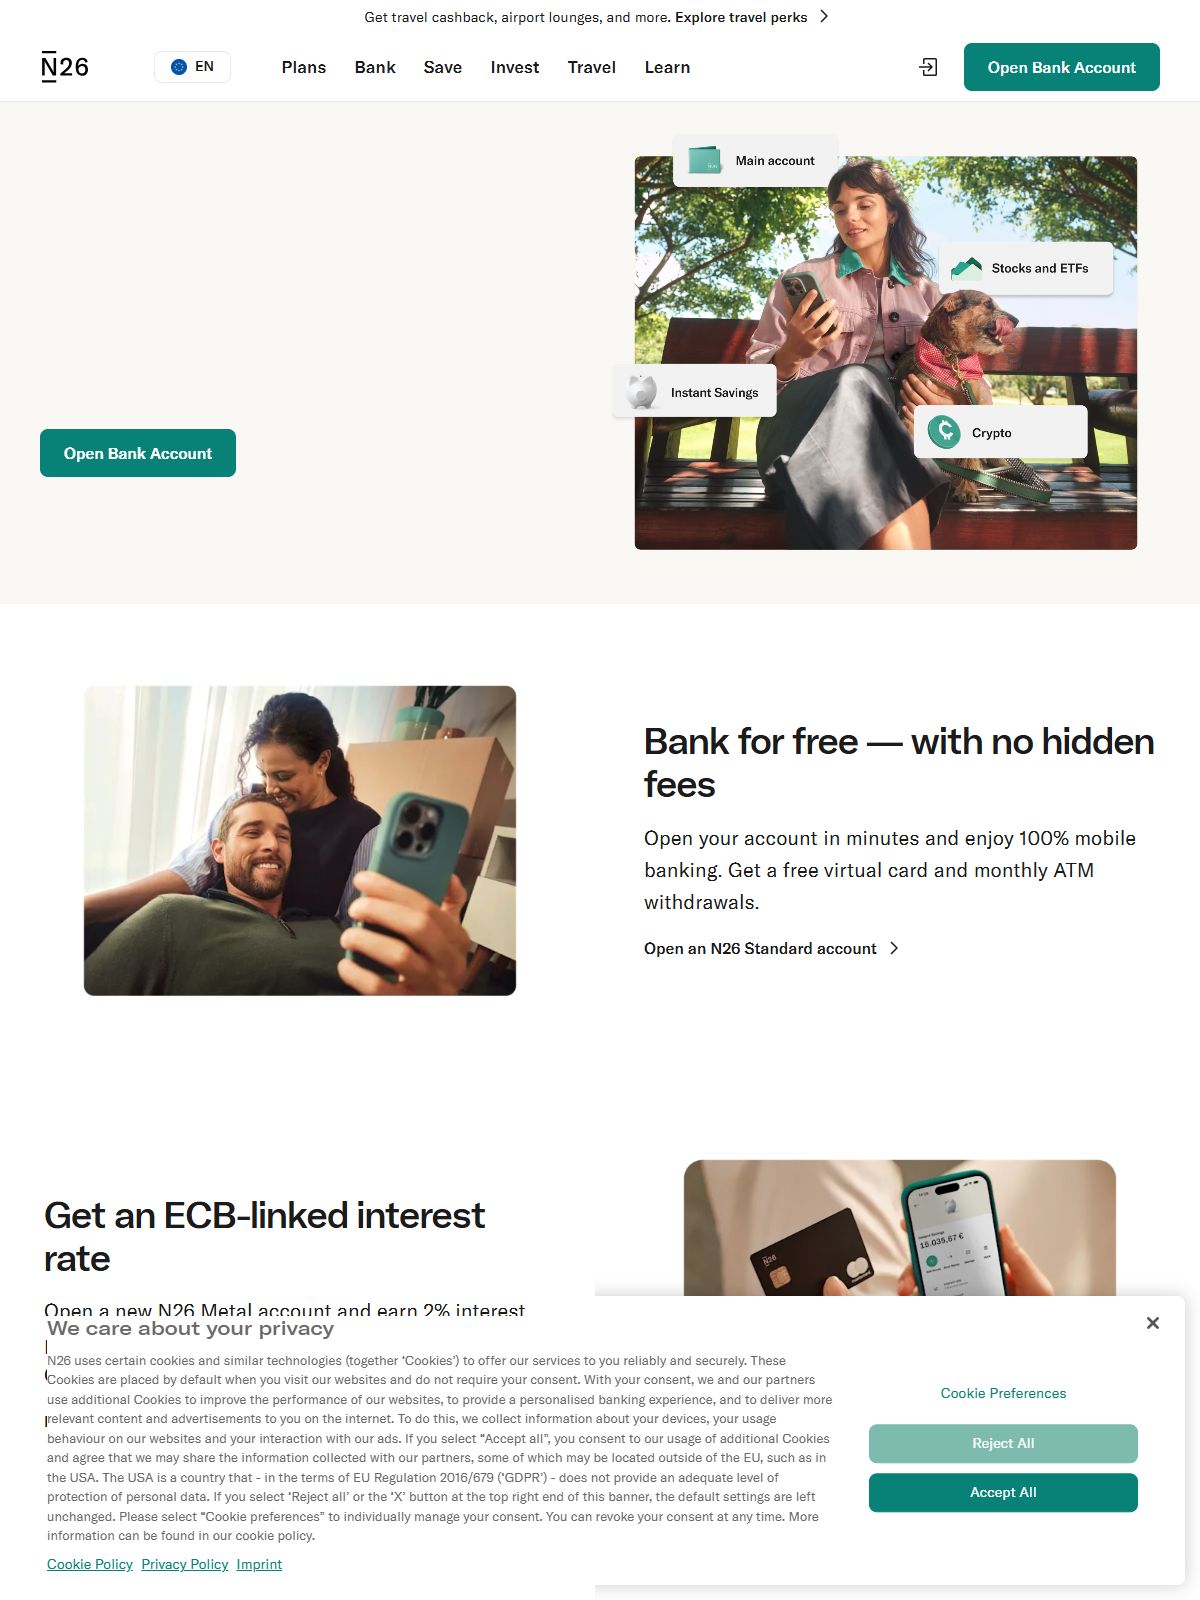 Get travel cashback, airport lounges, and more. Explore travel perks
N26
EN
Plans
Bank
Save
Invest
Travel
Learn
Open Bank Account
Main account
Stocks and ETFs
Instant Savings
Crypto
Open Bank Account
Bank for free — with no hidden
fees
Open your account in minutes and enjoy 100% mobile
banking. Get a free virtual card and monthly ATM
withdrawals.
Open an N26 Standard account
Get an ECB-linked interest
rate
Open a new N26 Metal account and earn 2% interest
N26
Instant Savings
15.035,67 €
We care about your privacy
N26 uses certain cookies and similar technologies (together ‘Cookies’) to offer our services to you reliably and securely. These
Cookies are placed by default when you visit our websites and do not require your consent. With your consent, we and our partners
use additional Cookies to improve the performance of our websites, to provide a personalised banking experience, and to deliver more
relevant content and advertisements to you on the internet. To do this, we collect information about your devices, your usage
behaviour on our websites and your interaction with our ads. If you select “Accept all”, you consent to our usage of additional Cookies
and agree that we may share the information collected with our partners, some of which may be located outside of the EU, such as in
the USA. The USA is a country that - in the terms of EU Regulation 2016/679 (‘GDPR’) - does not provide an adequate level of
protection of personal data. If you select ‘Reject all’ or the ‘X’ button at the top right end of this banner, the default settings are left
unchanged. Please select “Cookie preferences” to individually manage your consent. You can revoke your consent at any time. More
information can be found in our cookie policy.
Cookie Policy Privacy Policy Imprint
Cookie Preferences
Reject All
Accept All